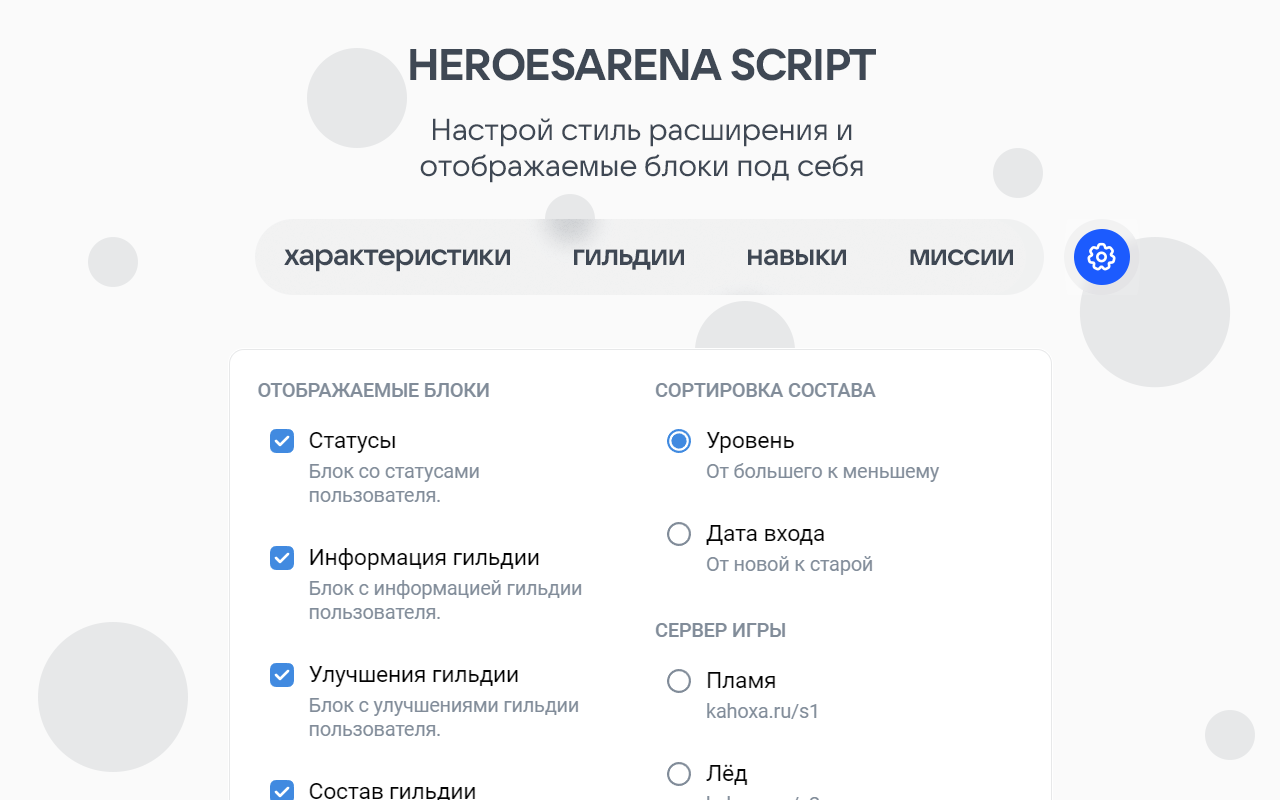 HEROESARENA SCRIPT
Настрой стиль расширения и
отображаемые блоки под себя
характеристики гильдии навыки миссии
ОТОБРАЖАЕМЫЕ БЛОКИ
Статусы
Блок со статусами
пользователя.
Информация гильдии
Блок с информацией гильдии
пользователя.
Улучшения гильдии
Блок с улучшениями гильдии
пользователя.
Состав гильдии
СОРТИРОВКА СОСТАВА
Уровень
От большего к меньшему
Дата входа
От новой к старой
СЕРВЕР ИГРЫ
Пламя
kahoxa.ru/s1
Лёд